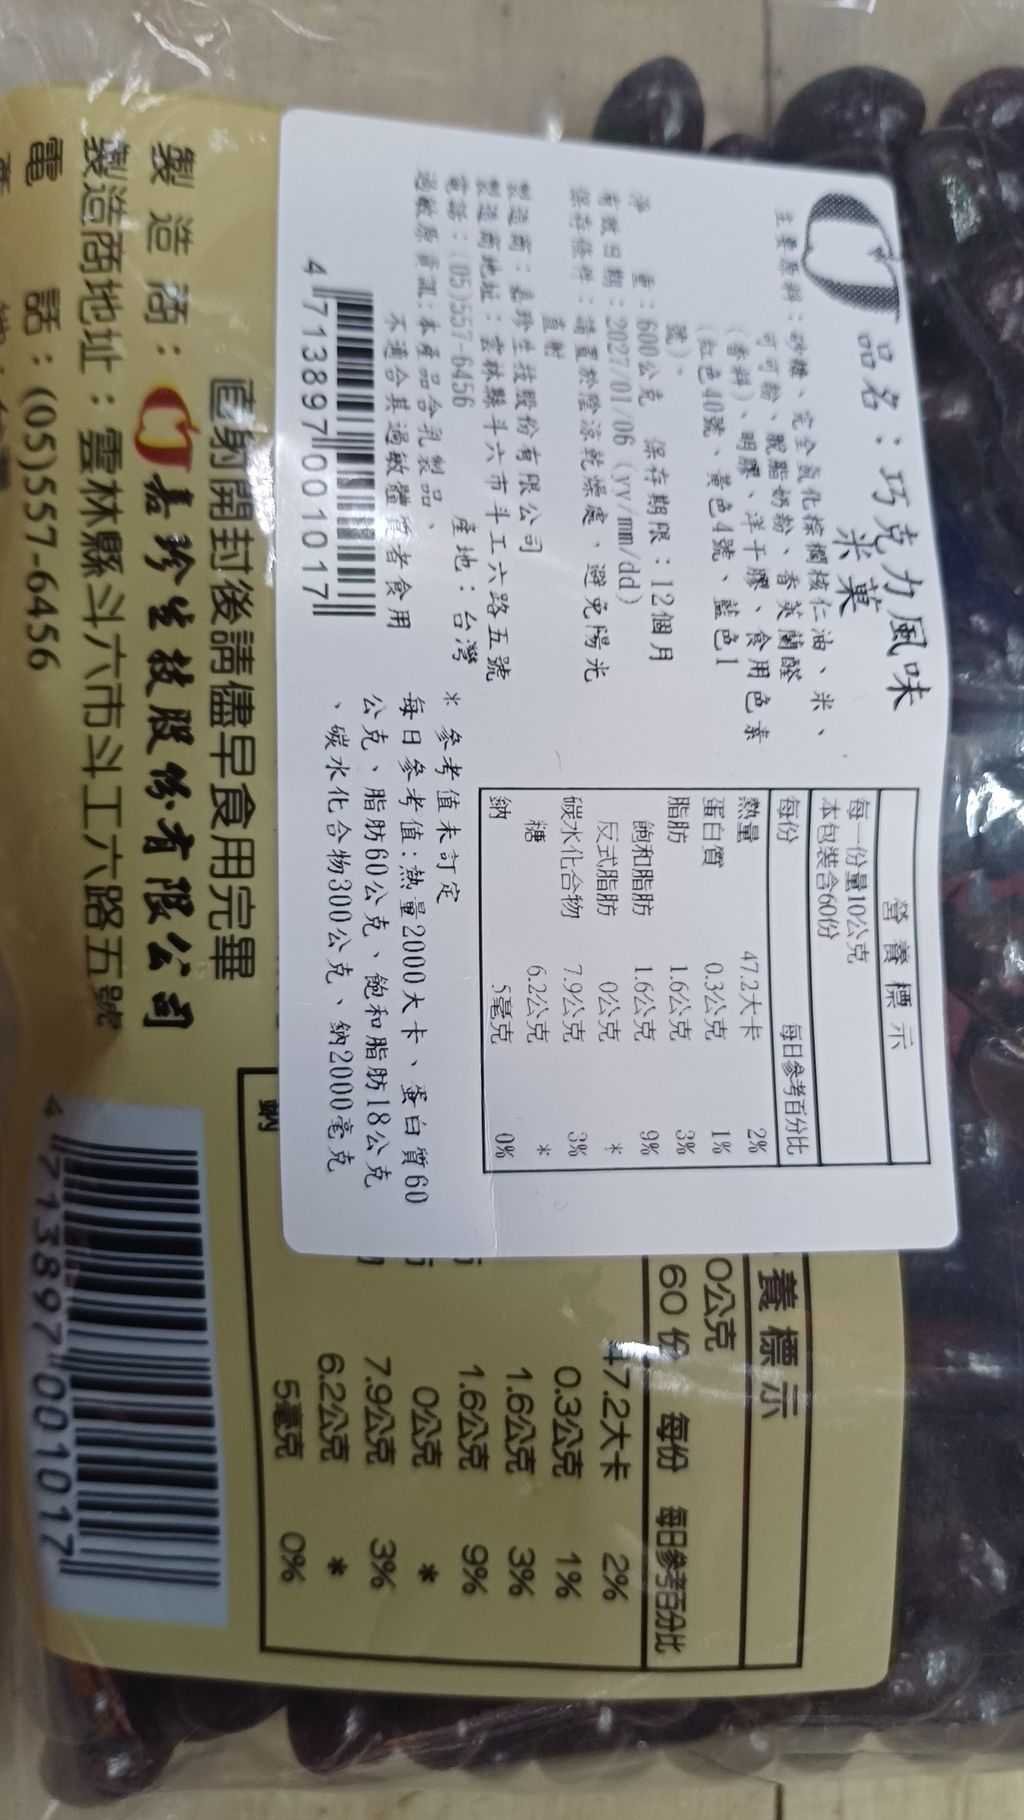 品名：巧克力風味
米菓
主要原料：砂糖、完全氫化棕櫚核仁油、米、
可可粉、脫脂奶粉、香莢蘭醛
(香料)、明膠、洋干膠、食用色素
(紅色40號、黃色4號、藍色1
號)。
淨　重：600公克　保存期限：12個月
有效日期：2027/01/06 (yy/mm/dd)
保存條件：請置於陰涼乾燥處、避免陽光
直射
製造商：嘉珍生技股份有限公司
製造商地址：雲林縣斗六市斗工六路五號
電話：(05)557-6456　產地：台灣
過敏原資訊：本產品含乳製品、
不適合其過敏體質者食用
4 713897 001017
營養標示
每一份量10公克
本包裝含60份
每份　每日參考百分比
熱量　47.2大卡　2%
蛋白質　0.3公克　1%
脂肪　1.6公克　3%
飽和脂肪　1.6公克　9%
反式脂肪　0公克　*
碳水化合物　7.9公克　3%
糖　6.2公克　*
鈉　5毫克　0%
* 參考值未訂定
每日參考值：熱量2000大卡、蛋白質60
公克、脂肪60公克、飽和脂肪18公克
、碳水化合物300公克、鈉2000毫克
養標示
0公克
60 份　每份　每日參考百分比
47.2大卡　2%
0.3公克　1%
1.6公克　3%
1.6公克　9%
0公克　*
7.9公克　3%
6.2公克　*
鈉　5毫克　0%
直射開封後請儘早食用完畢
製造商：嘉珍生技股份有限公司
製造商地址：雲林縣斗六市斗工六路五號
電　話：(05)557-6456
4 713897 001017